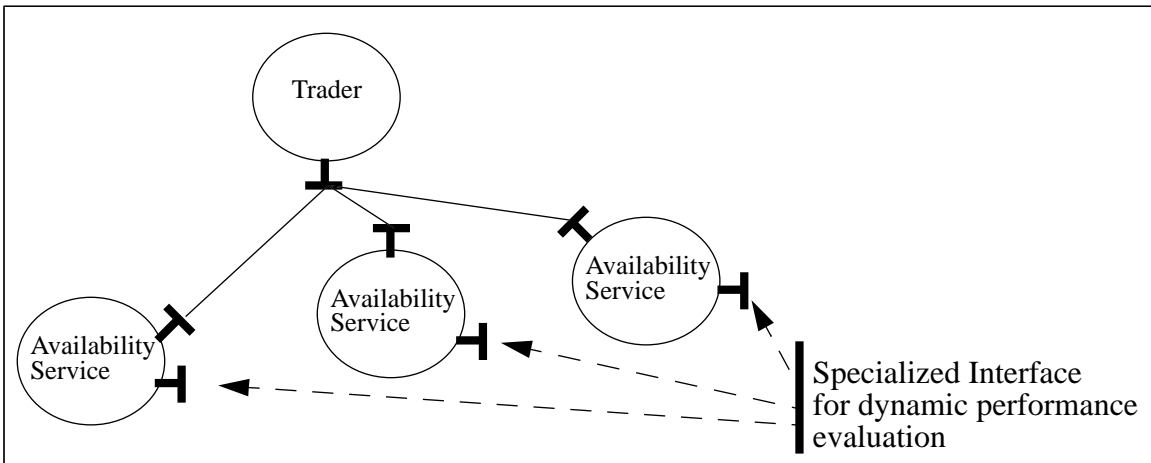 Trader
Availability
Service
Availability
Service
Availability
Service
Specialized Interface
for dynamic performance
evaluation